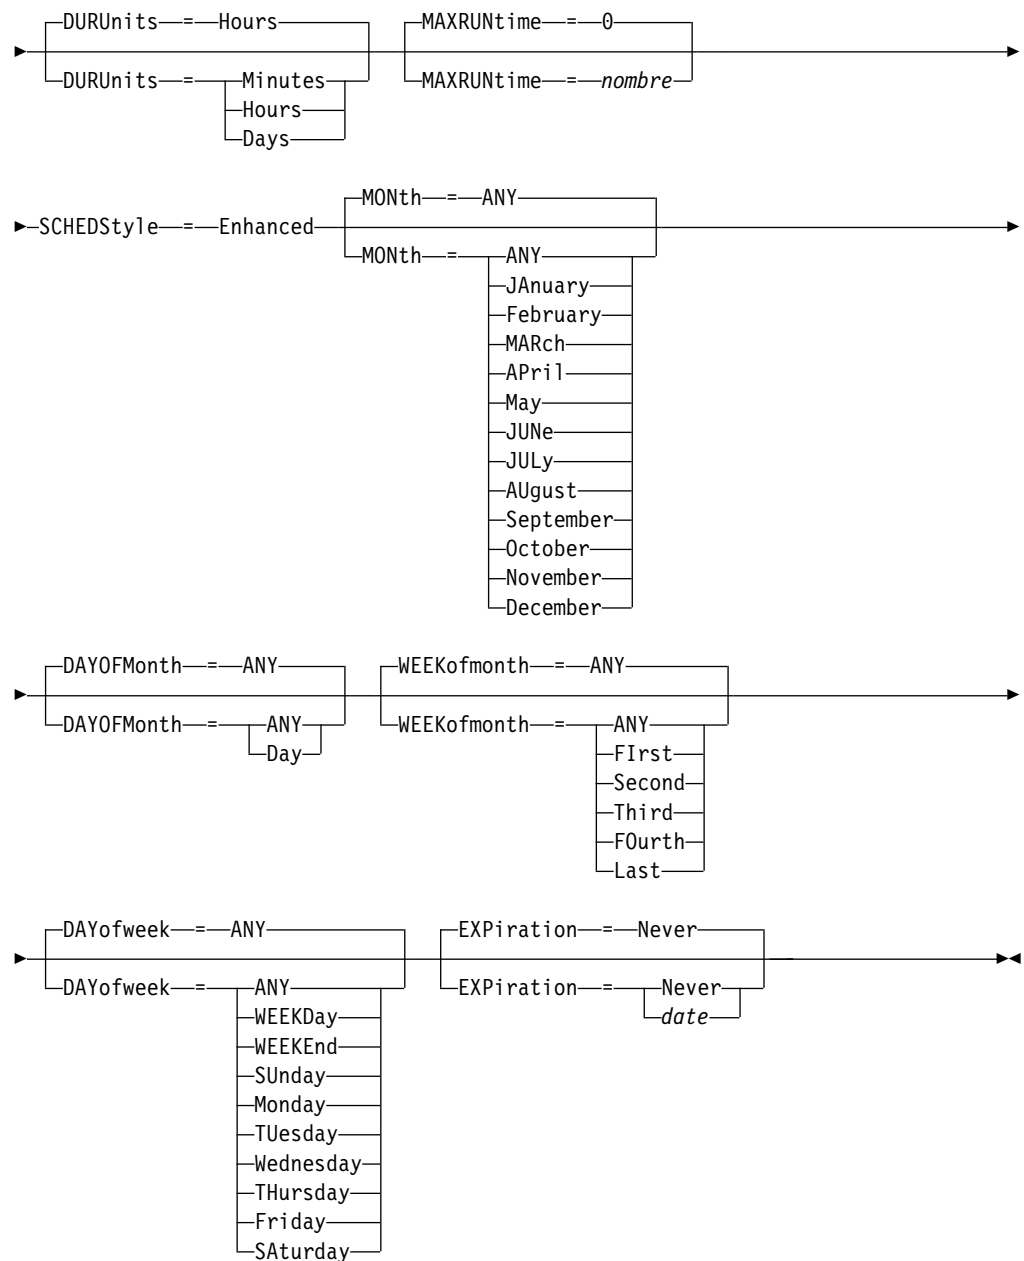 DURUnits = Hours MAXRUNtime = 0
DURUnits = Minutes MAXRUNtime = nombre
Hours
Days
SCHEDStyle = Enhanced
MONth = ANY
MONth = ANY
JAnuary
February
MARch
APril
May
JUNe
JULy
AUgust
September
October
November
December
DAYOFMonth = ANY WEEKofmonth = ANY
DAYOFMonth = ANY WEEKofmonth = ANY
Day FIrst
Second
Third
FOurth
Last
DAYofweek = ANY EXPiration = Never
DAYofweek = ANY EXPiration = Never
WEEKDay date
WEEKEnd
SUnday
Monday
TUesday
Wednesday
THursday
Friday
SAturday